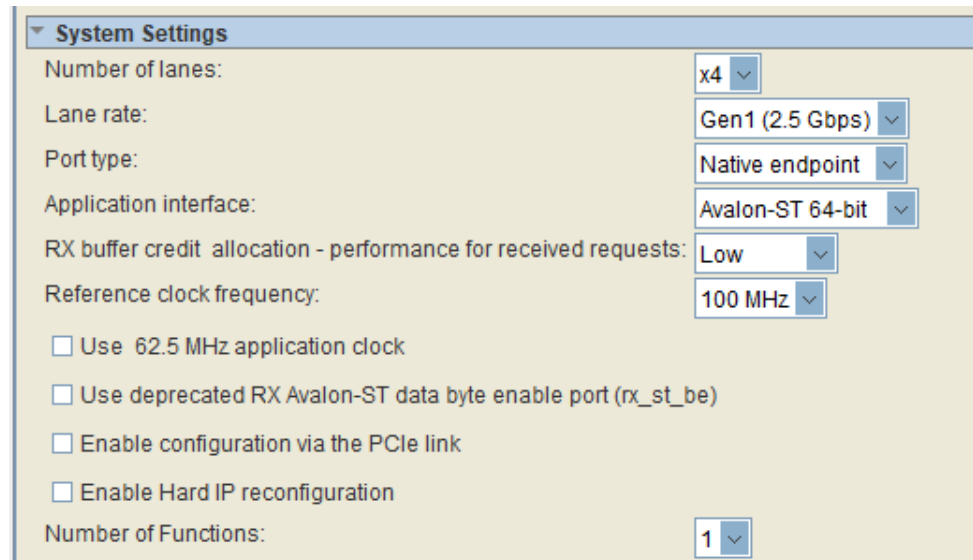 System Settings
Number of lanes: x4
Lane rate: Gen1 (2.5 Gbps)
Port type: Native endpoint
Application interface: Avalon-ST 64-bit
RX buffer credit allocation - performance for received requests: Low
Reference clock frequency: 100 MHz
Use 62.5 MHz application clock
Use deprecated RX Avalon-ST data byte enable port (rx_st_be)
Enable configuration via the PCIe link
Enable Hard IP reconfiguration
Number of Functions: 1